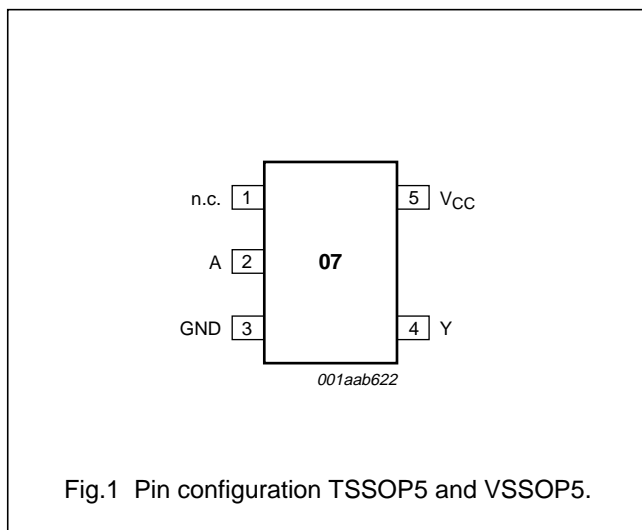 n.c. 1 5 VCC
A 2 07
GND 3 4 Y
001aab622
Fig.1 Pin configuration TSSOP5 and VSSOP5.